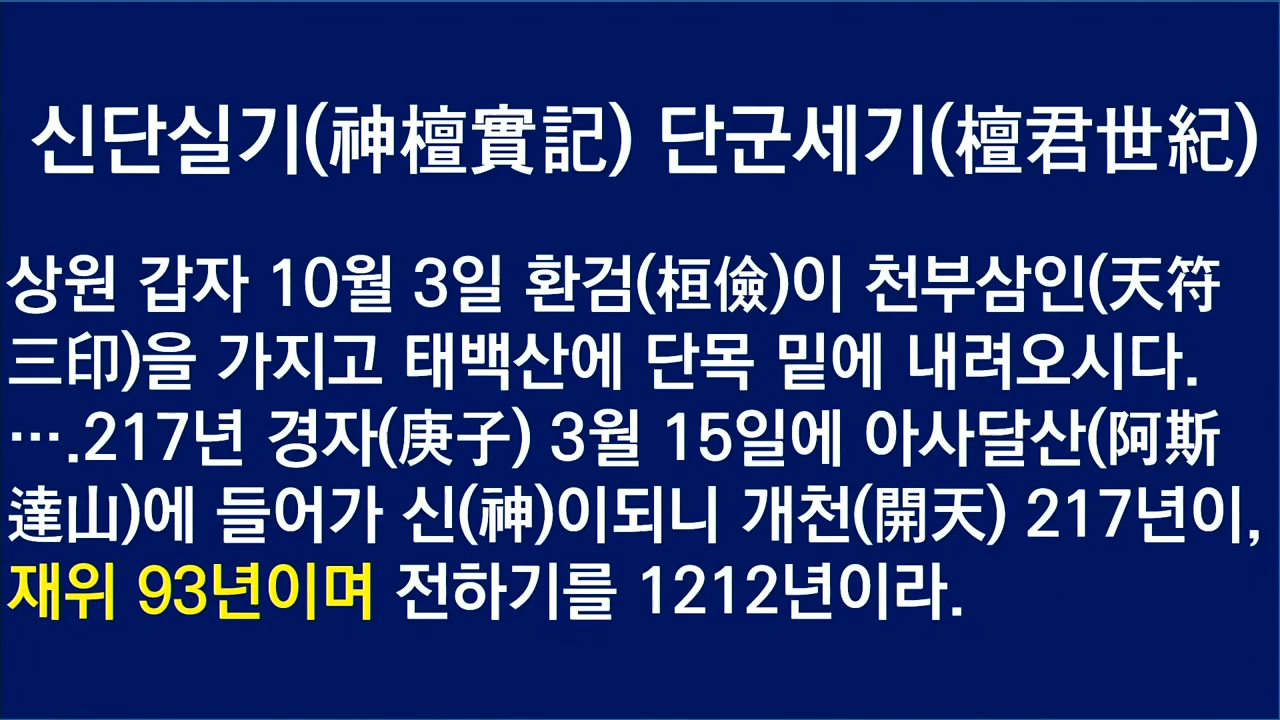 신단실기(神檀實記) 단군세기(檀君世紀)
상원 갑자 10월 3일 환검(桓儉)이 천부삼인(天符
三印)을 가지고 태백산에 단목 밑에 내려오시다.
….217년 경자(庚子) 3월 15일에 아사달산(阿斯
達山)에 들어가 신(神)이되니 개천(開天) 217년이,
재위 93년이며 전하기를 1212년이라.